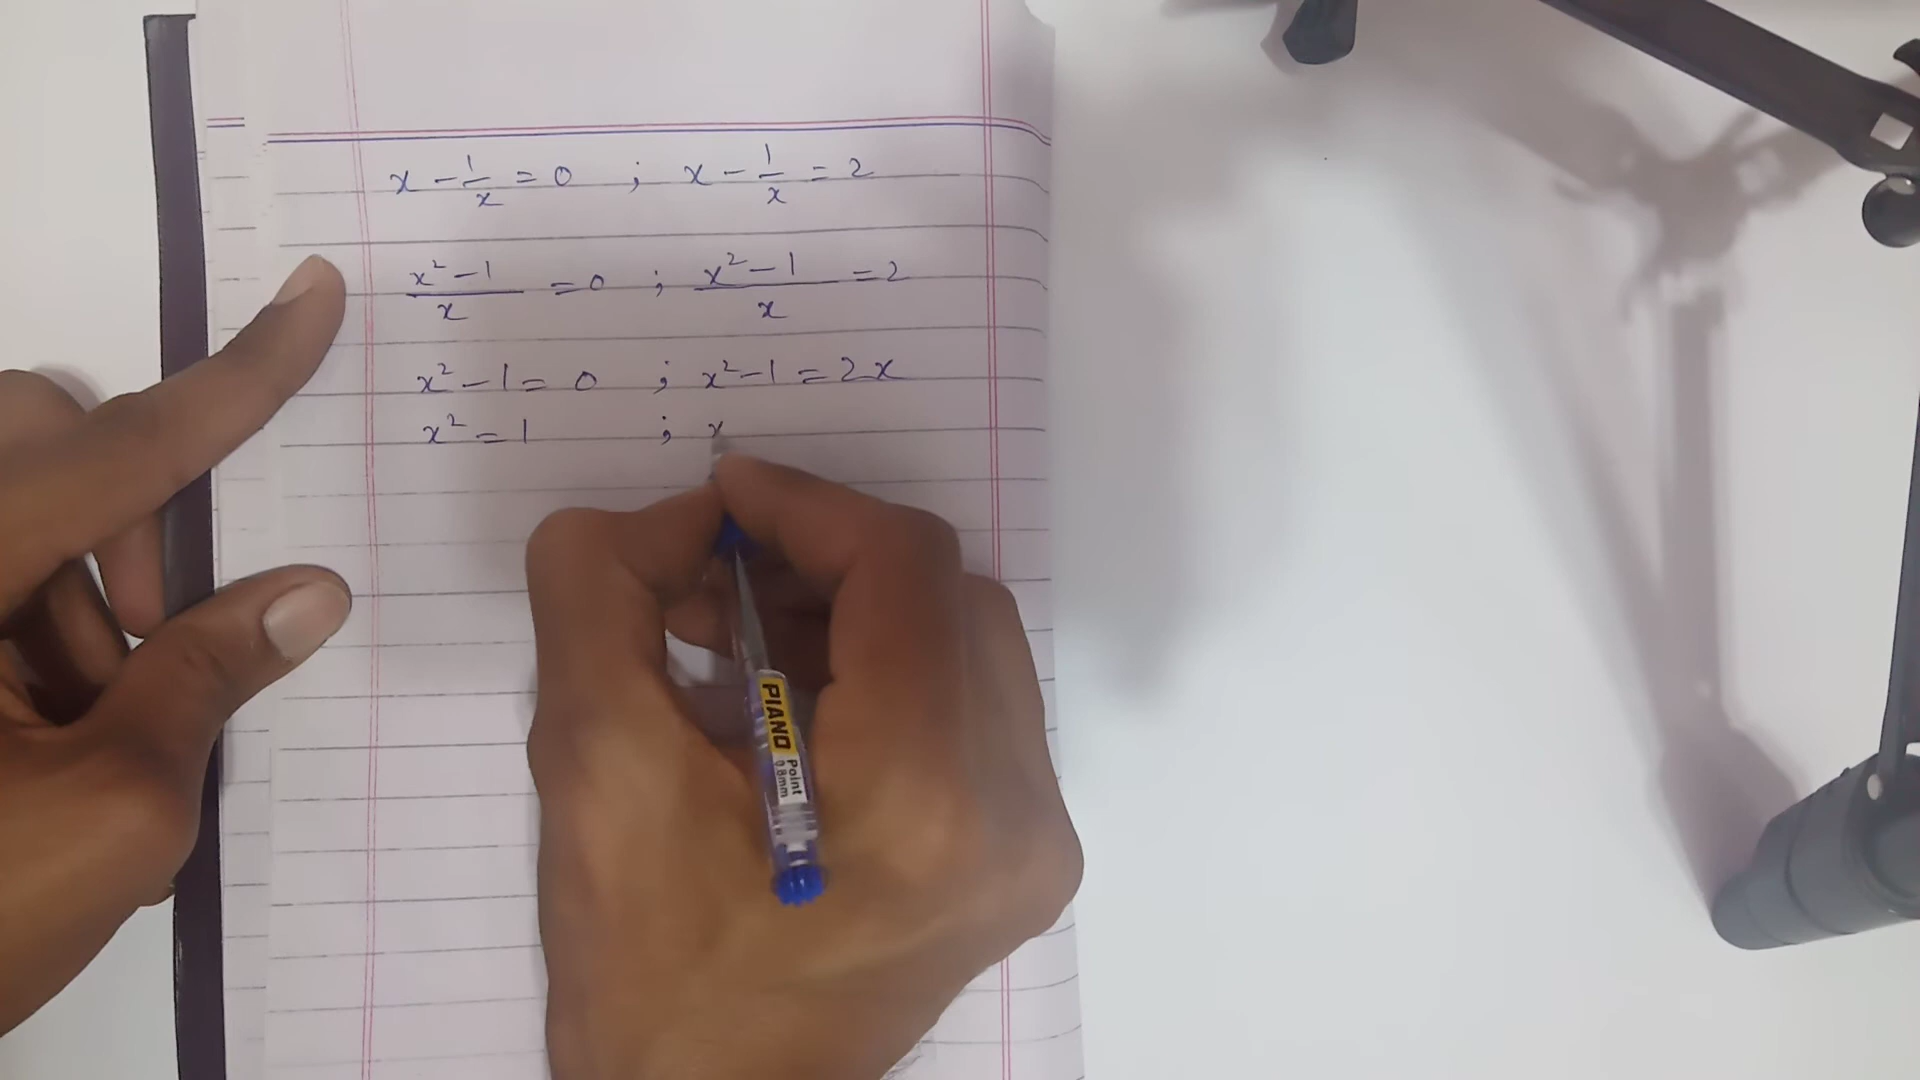 x - 1/x = 0 ; x - 1/x = 2
x² - 1/x = 0 ; x² - 1/x = 2
x² - 1 = 0 ; x² - 1 = 2x
x² = 1 ; x
PIANO
Point
0.8mm